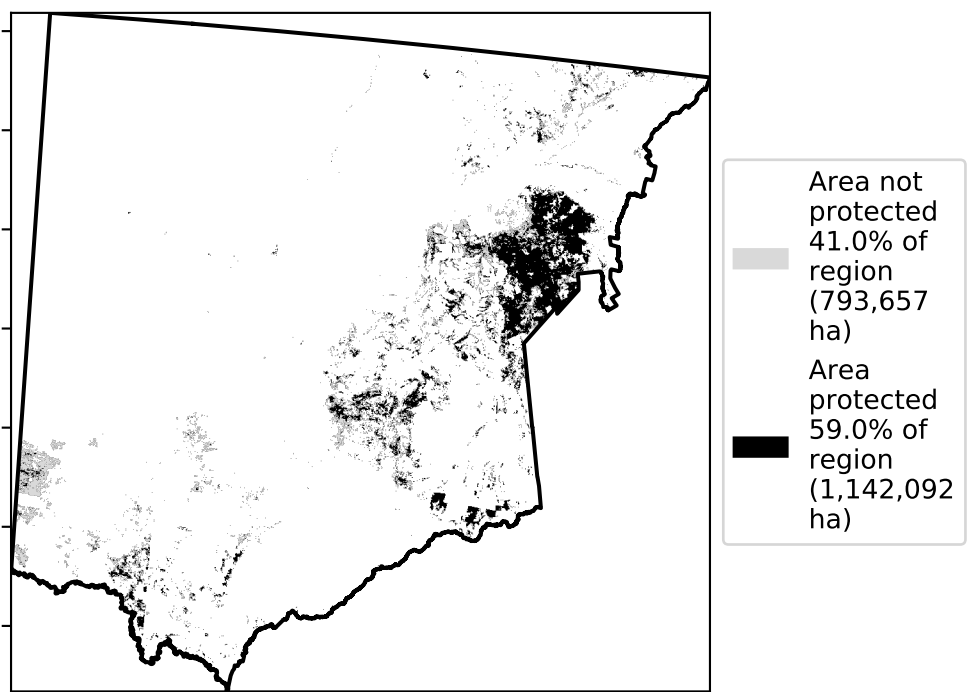 Area not
protected
41.0% of
region
(793,657
ha)
Area
protected
59.0% of
region
(1,142,092
ha)